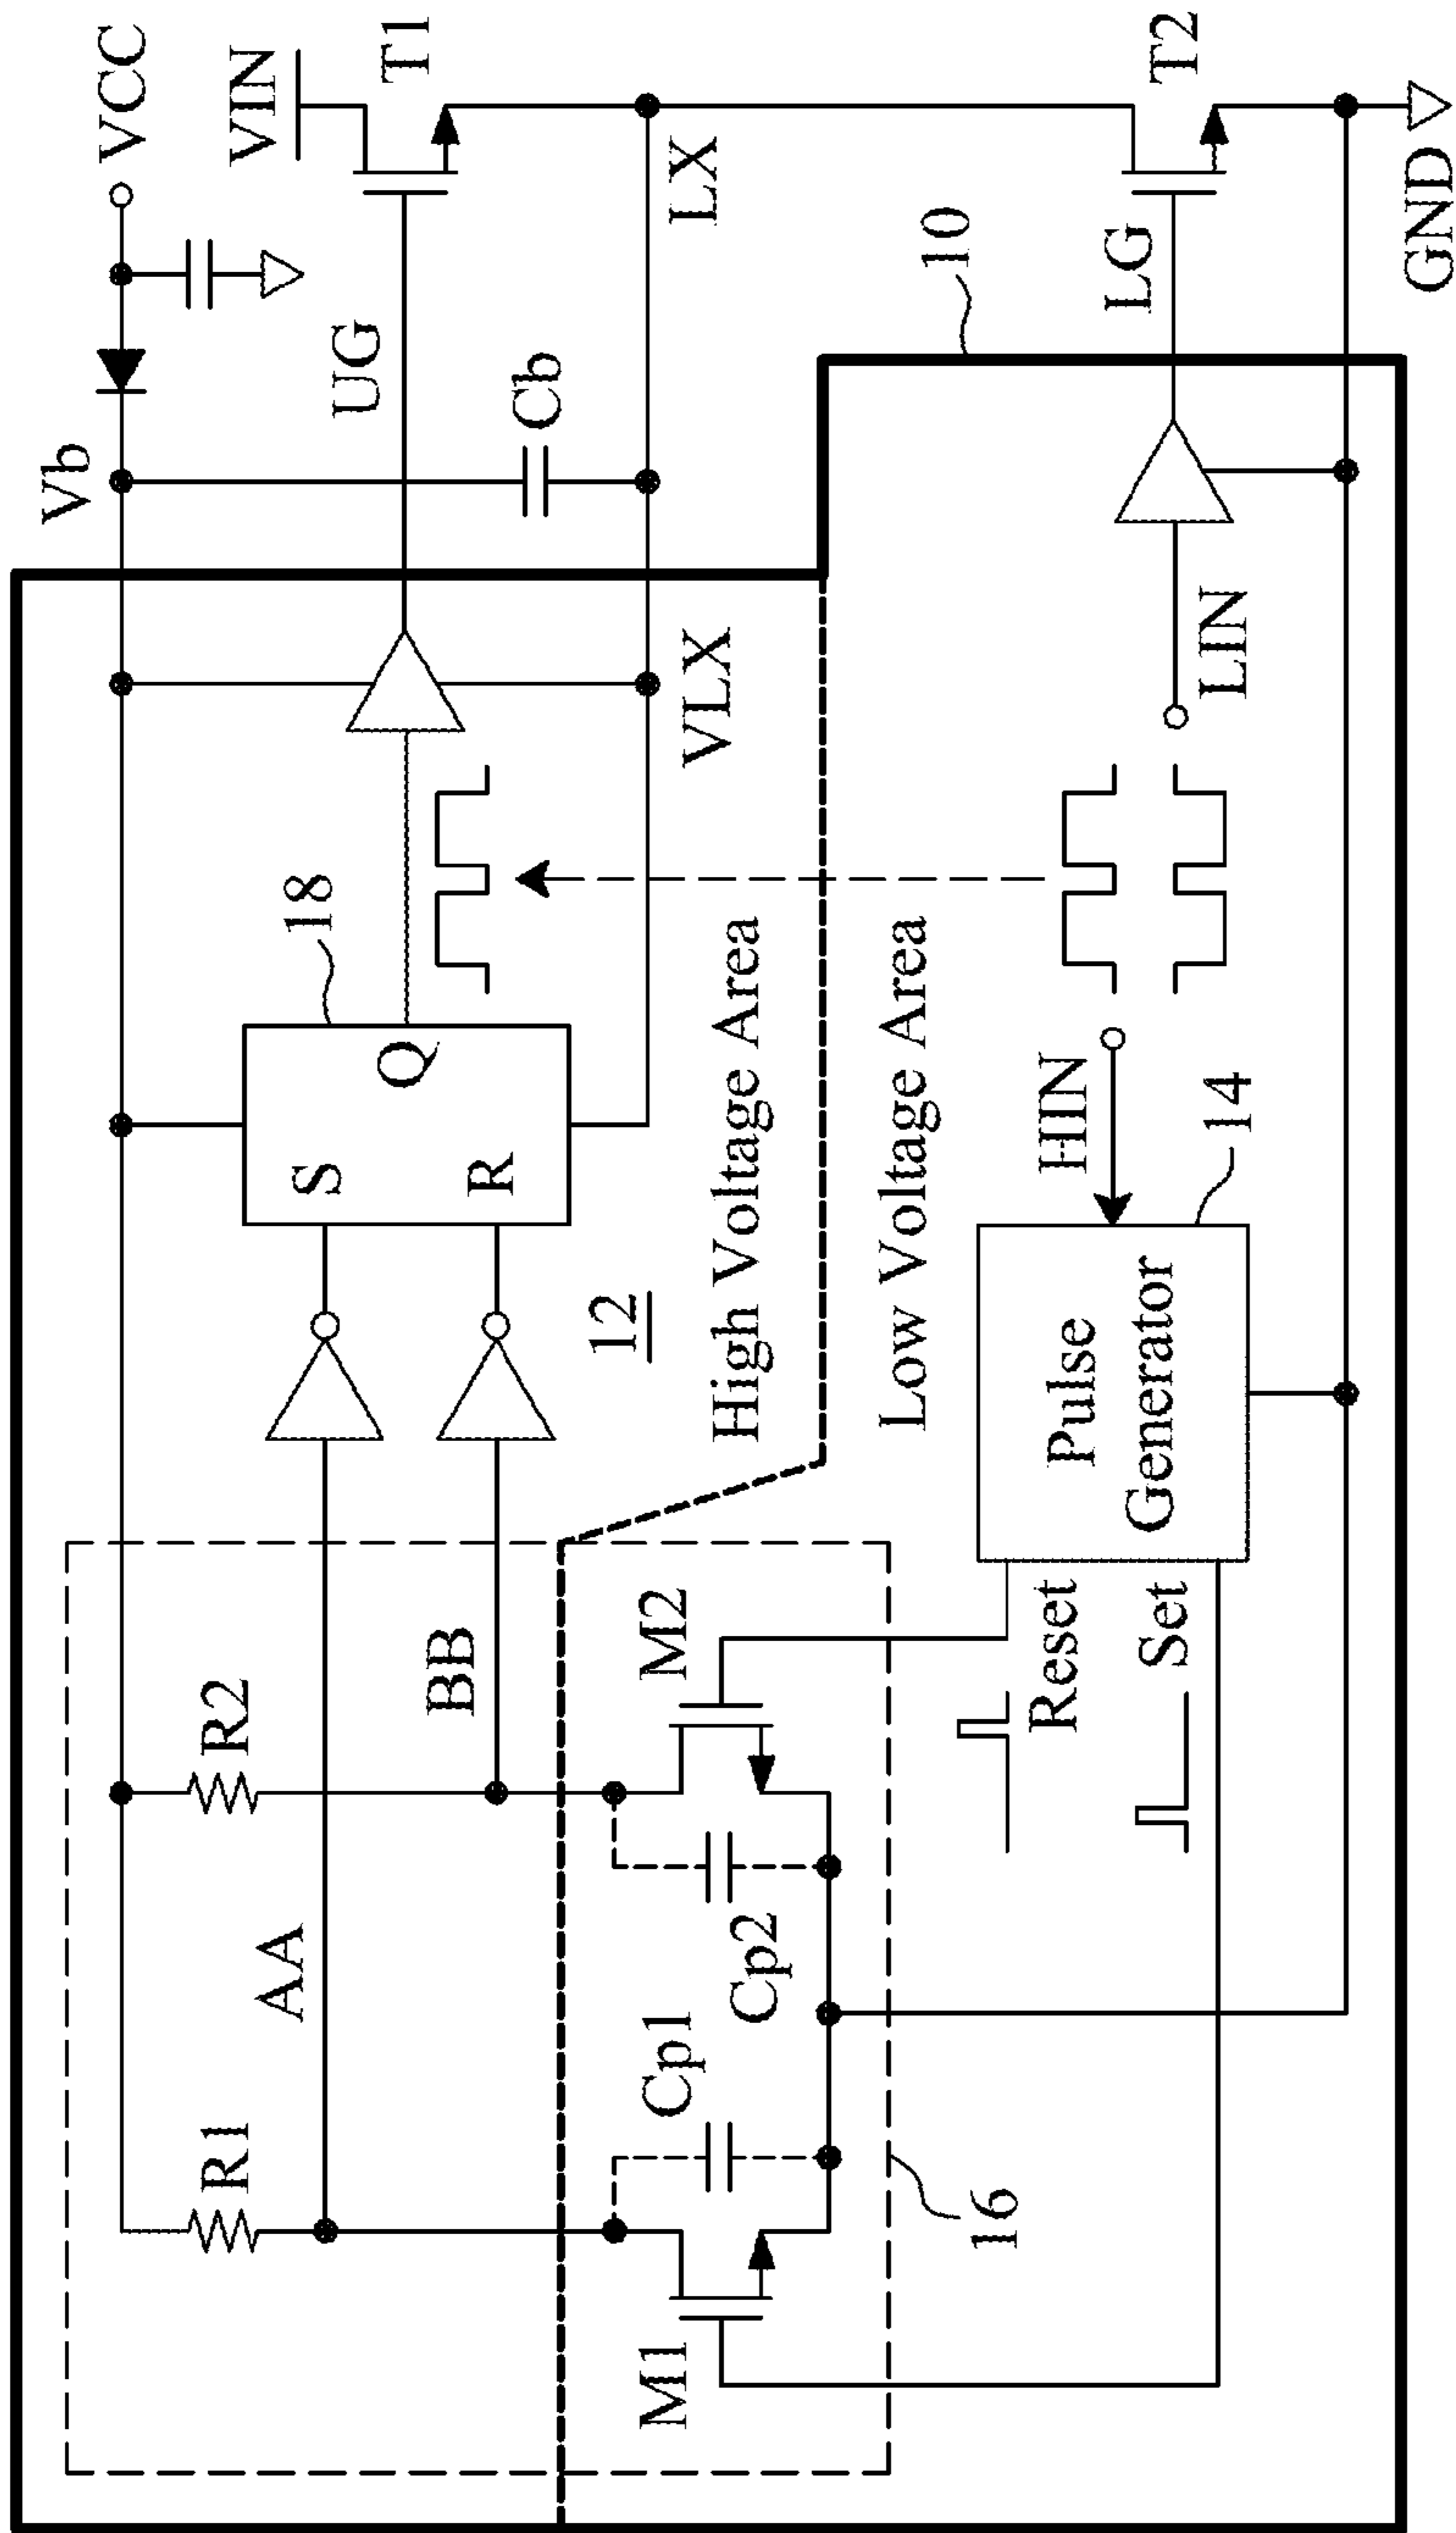 VCC
Vb
VIN
T1
UG
Cb
LX
T2
10
LG
GND
R1
R2
AA
BB
S
R
Q
18
VLX
12
High Voltage Area
Low Voltage Area
M1
Cp1
Cp2
M2
16
Reset
Set
Pulse
Generator
14
HIN
LIN